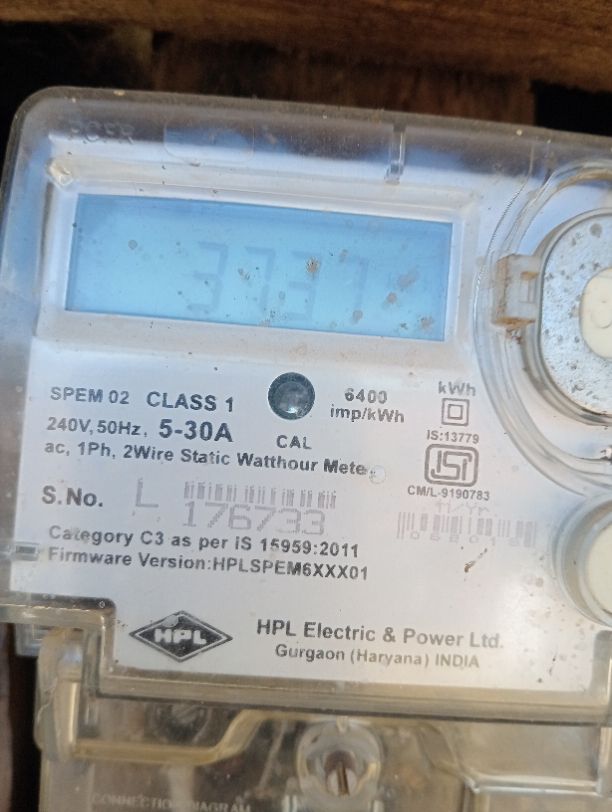 3737
SPEM 02 CLASS 1
6400
imp/kWh
kWh
240V, 50Hz, 5-30A
CAL
IS:13779
ac, 1Ph, 2Wire Static Watthour Meter
CM/L-9190783
S.No. L 176733
Category C3 as per IS 15959:2011
Firmware Version:HPLSPEM6XXX01
HPL
HPL Electric & Power Ltd.
Gurgaon (Haryana) INDIA
CONNECTION DIAGRAM